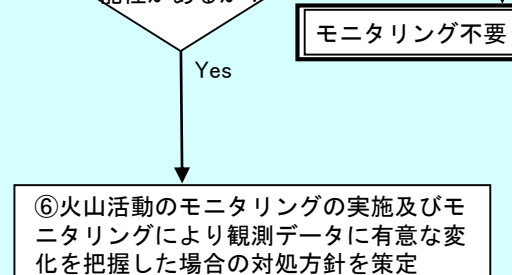 能性があるか？
モニタリング不要
Yes
⑥火山活動のモニタリングの実施及びモ
ニタリングにより観測データに有意な変
化を把握した場合の対処方針を策定